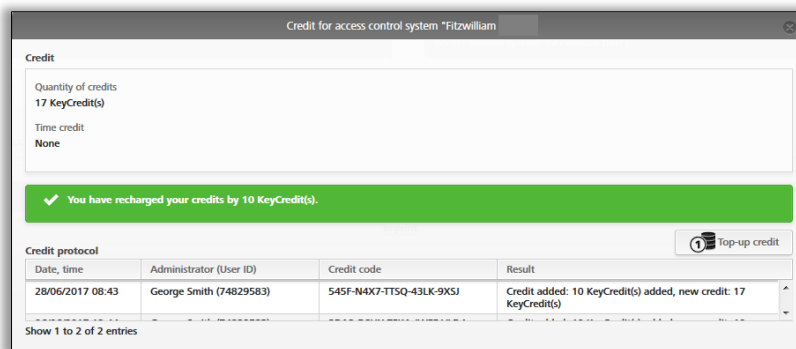 Credit for access control system "Fitzwilliam
Credit
Quantity of credits
17 KeyCredit(s)
Time credit
None
You have recharged your credits by 10 KeyCredit(s).
1 Top-up credit
Credit protocol
Date, time Administrator (User ID) Credit code Result
28/06/2017 08:43 George Smith (74829583) 545F-N4X7-TTSQ-43LK-9XSJ Credit added: 10 KeyCredit(s) added, new credit: 17
KeyCredit(s)
Show 1 to 2 of 2 entries